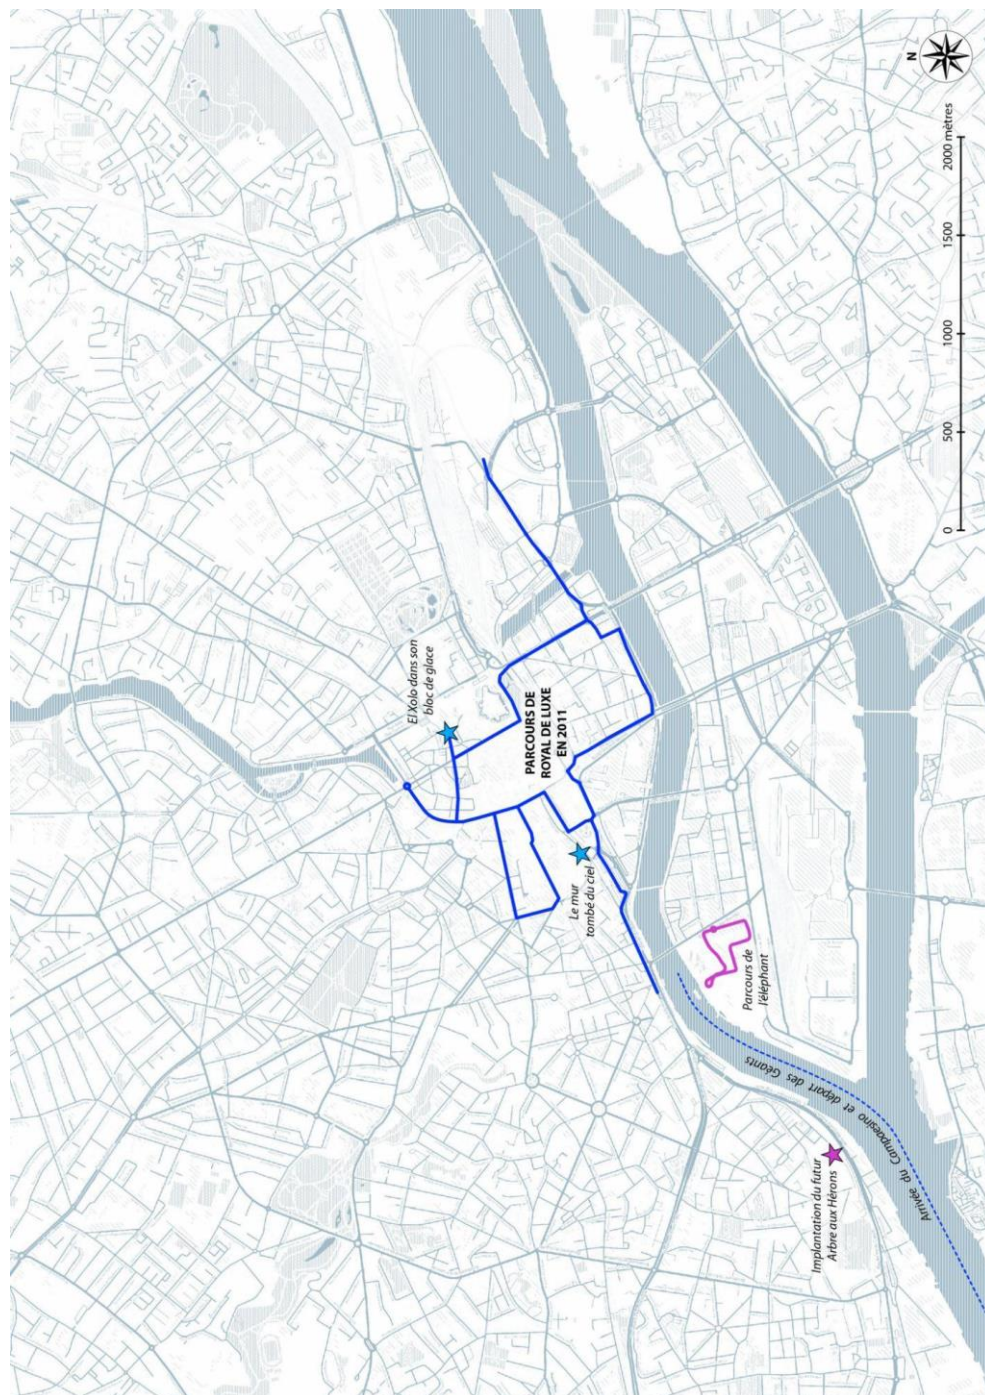 N
0
500
1000
1500
2000 mètres
El Xolo dans son
bloc de glace
PARCOURS DE
ROYAL DE LUXE
EN 2011
Le mur
tombé du ciel
Parcours de
l'éléphant
Arrivée du Campoesino et départ des Géants
Implantation du futur
Arbre aux Hérons